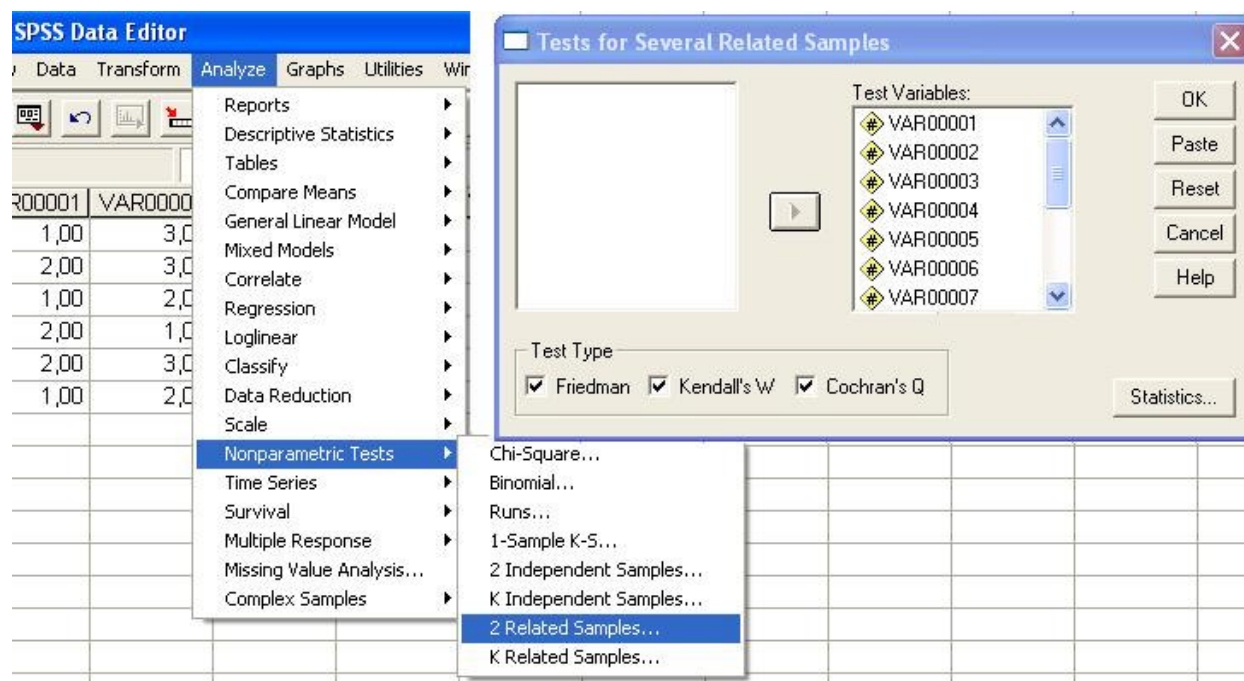 SPSS Data Editor
Data Transform Analyze Graphs Utilities
R00001 VAR0000
1,00 3,0
2,00 3,0
1,00 2,0
2,00 1,0
2,00 3,0
1,00 2,0
Reports
Descriptive Statistics
Tables
Compare Means
General Linear Model
Mixed Models
Correlate
Regression
Loglinear
Classify
Data Reduction
Scale
Nonparametric Tests
Time Series
Survival
Multiple Response
Missing Value Analysis...
Complex Samples
Chi-Square...
Binomial...
Runs...
1-Sample K-S...
2 Independent Samples...
K Independent Samples...
2 Related Samples...
K Related Samples...
Tests for Several Related Samples
Test Variables:
VAR00001
VAR00002
VAR00003
VAR00004
VAR00005
VAR00006
VAR00007
OK
Paste
Reset
Cancel
Help
Test Type
Friedman Kendall's W Cochran's Q
Statistics...